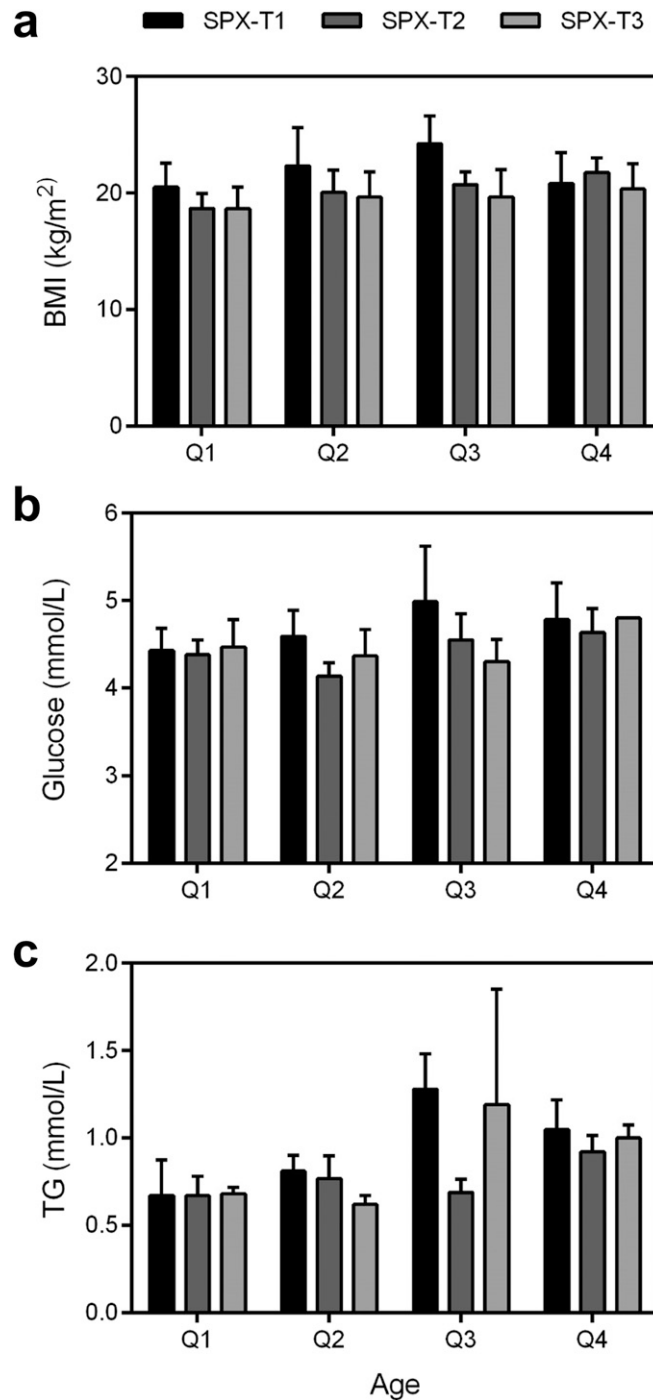 a
SPX-T1 SPX-T2 SPX-T3
30
20
10
0
BMI (kg/m²)
Q1 Q2 Q3 Q4
b
6
5
4
3
2
Glucose (mmol/L)
Q1 Q2 Q3 Q4
c
2.0
1.5
1.0
0.5
0.0
TG (mmol/L)
Q1 Q2 Q3 Q4
Age